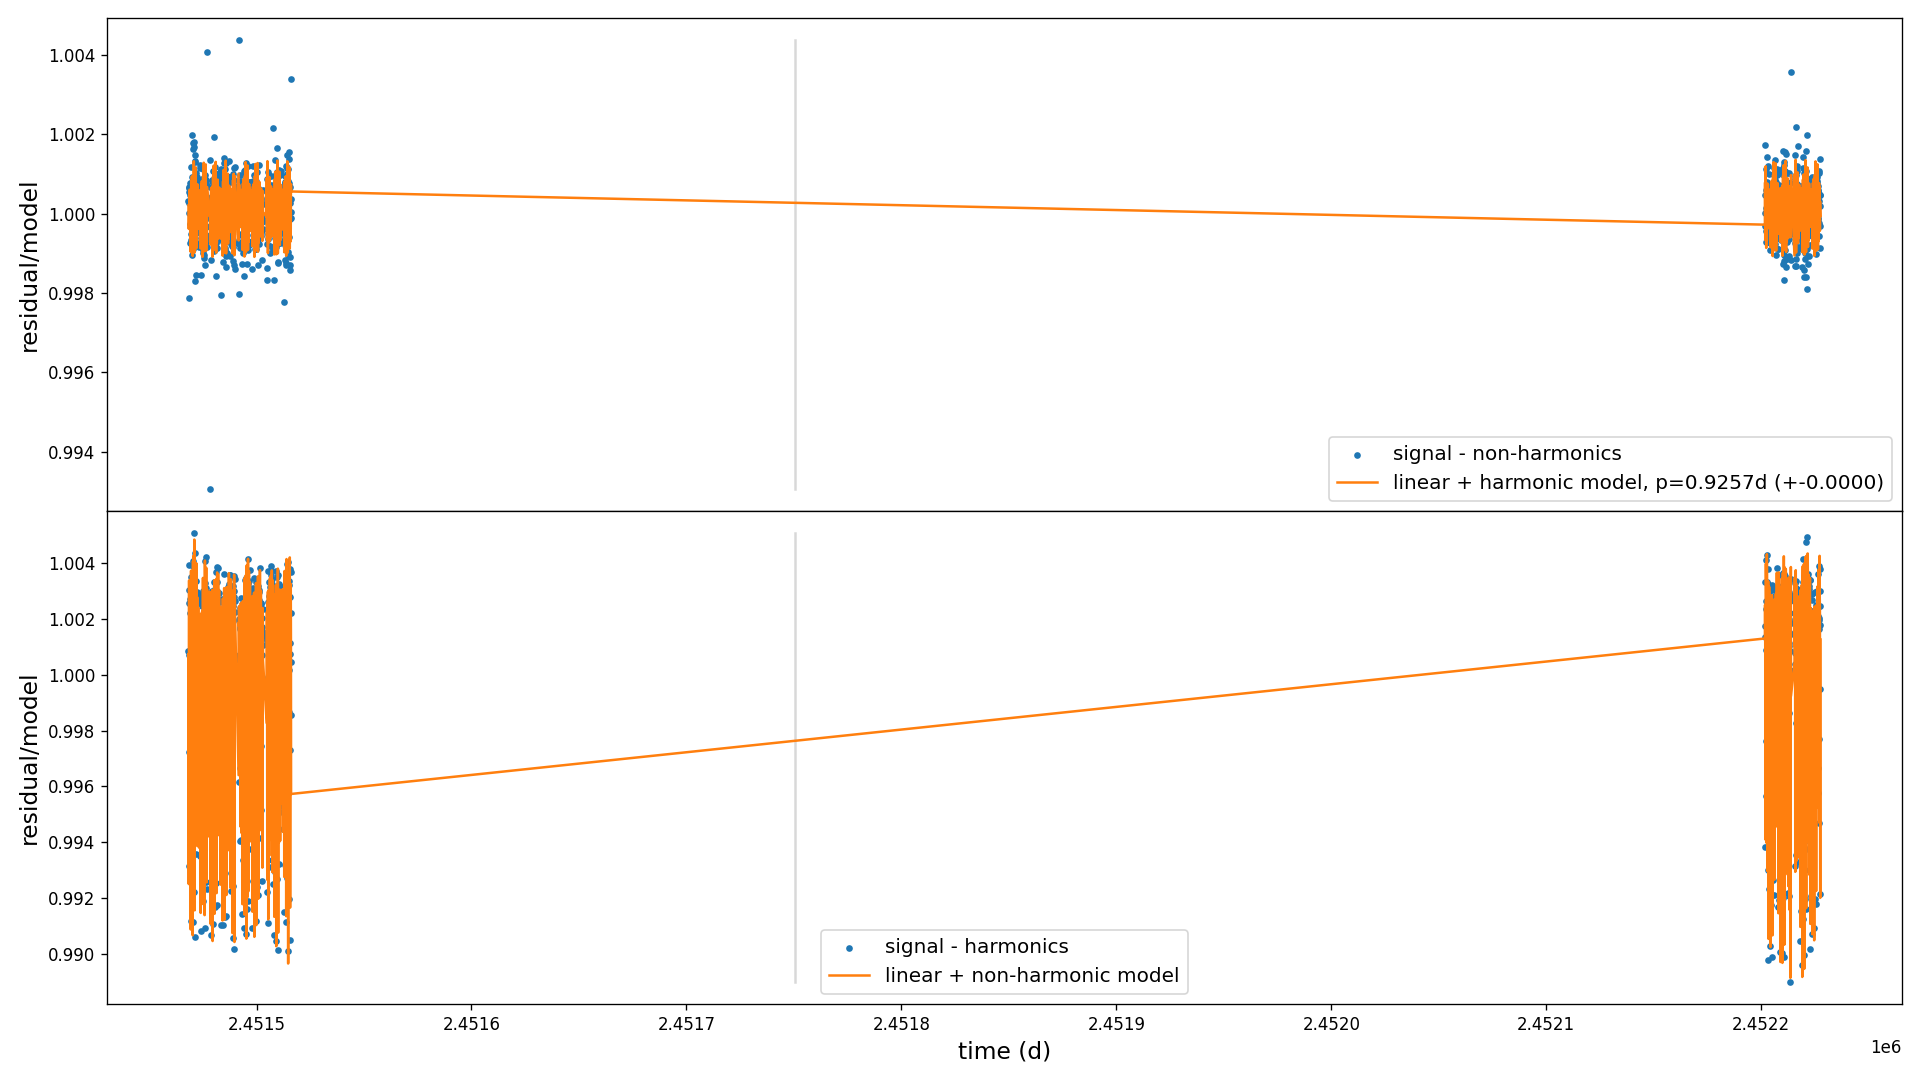 1.004
1.002
1.000
0.998
0.996
0.994
residual/model
signal - non-harmonics
linear + harmonic model, p=0.9257d (+-0.0000)
1.004
1.002
1.000
0.998
0.996
0.994
0.992
0.990
residual/model
signal - harmonics
linear + non-harmonic model
2.4515 2.4516 2.4517 2.4518 2.4519 2.4520 2.4521 2.4522
1e6
time (d)